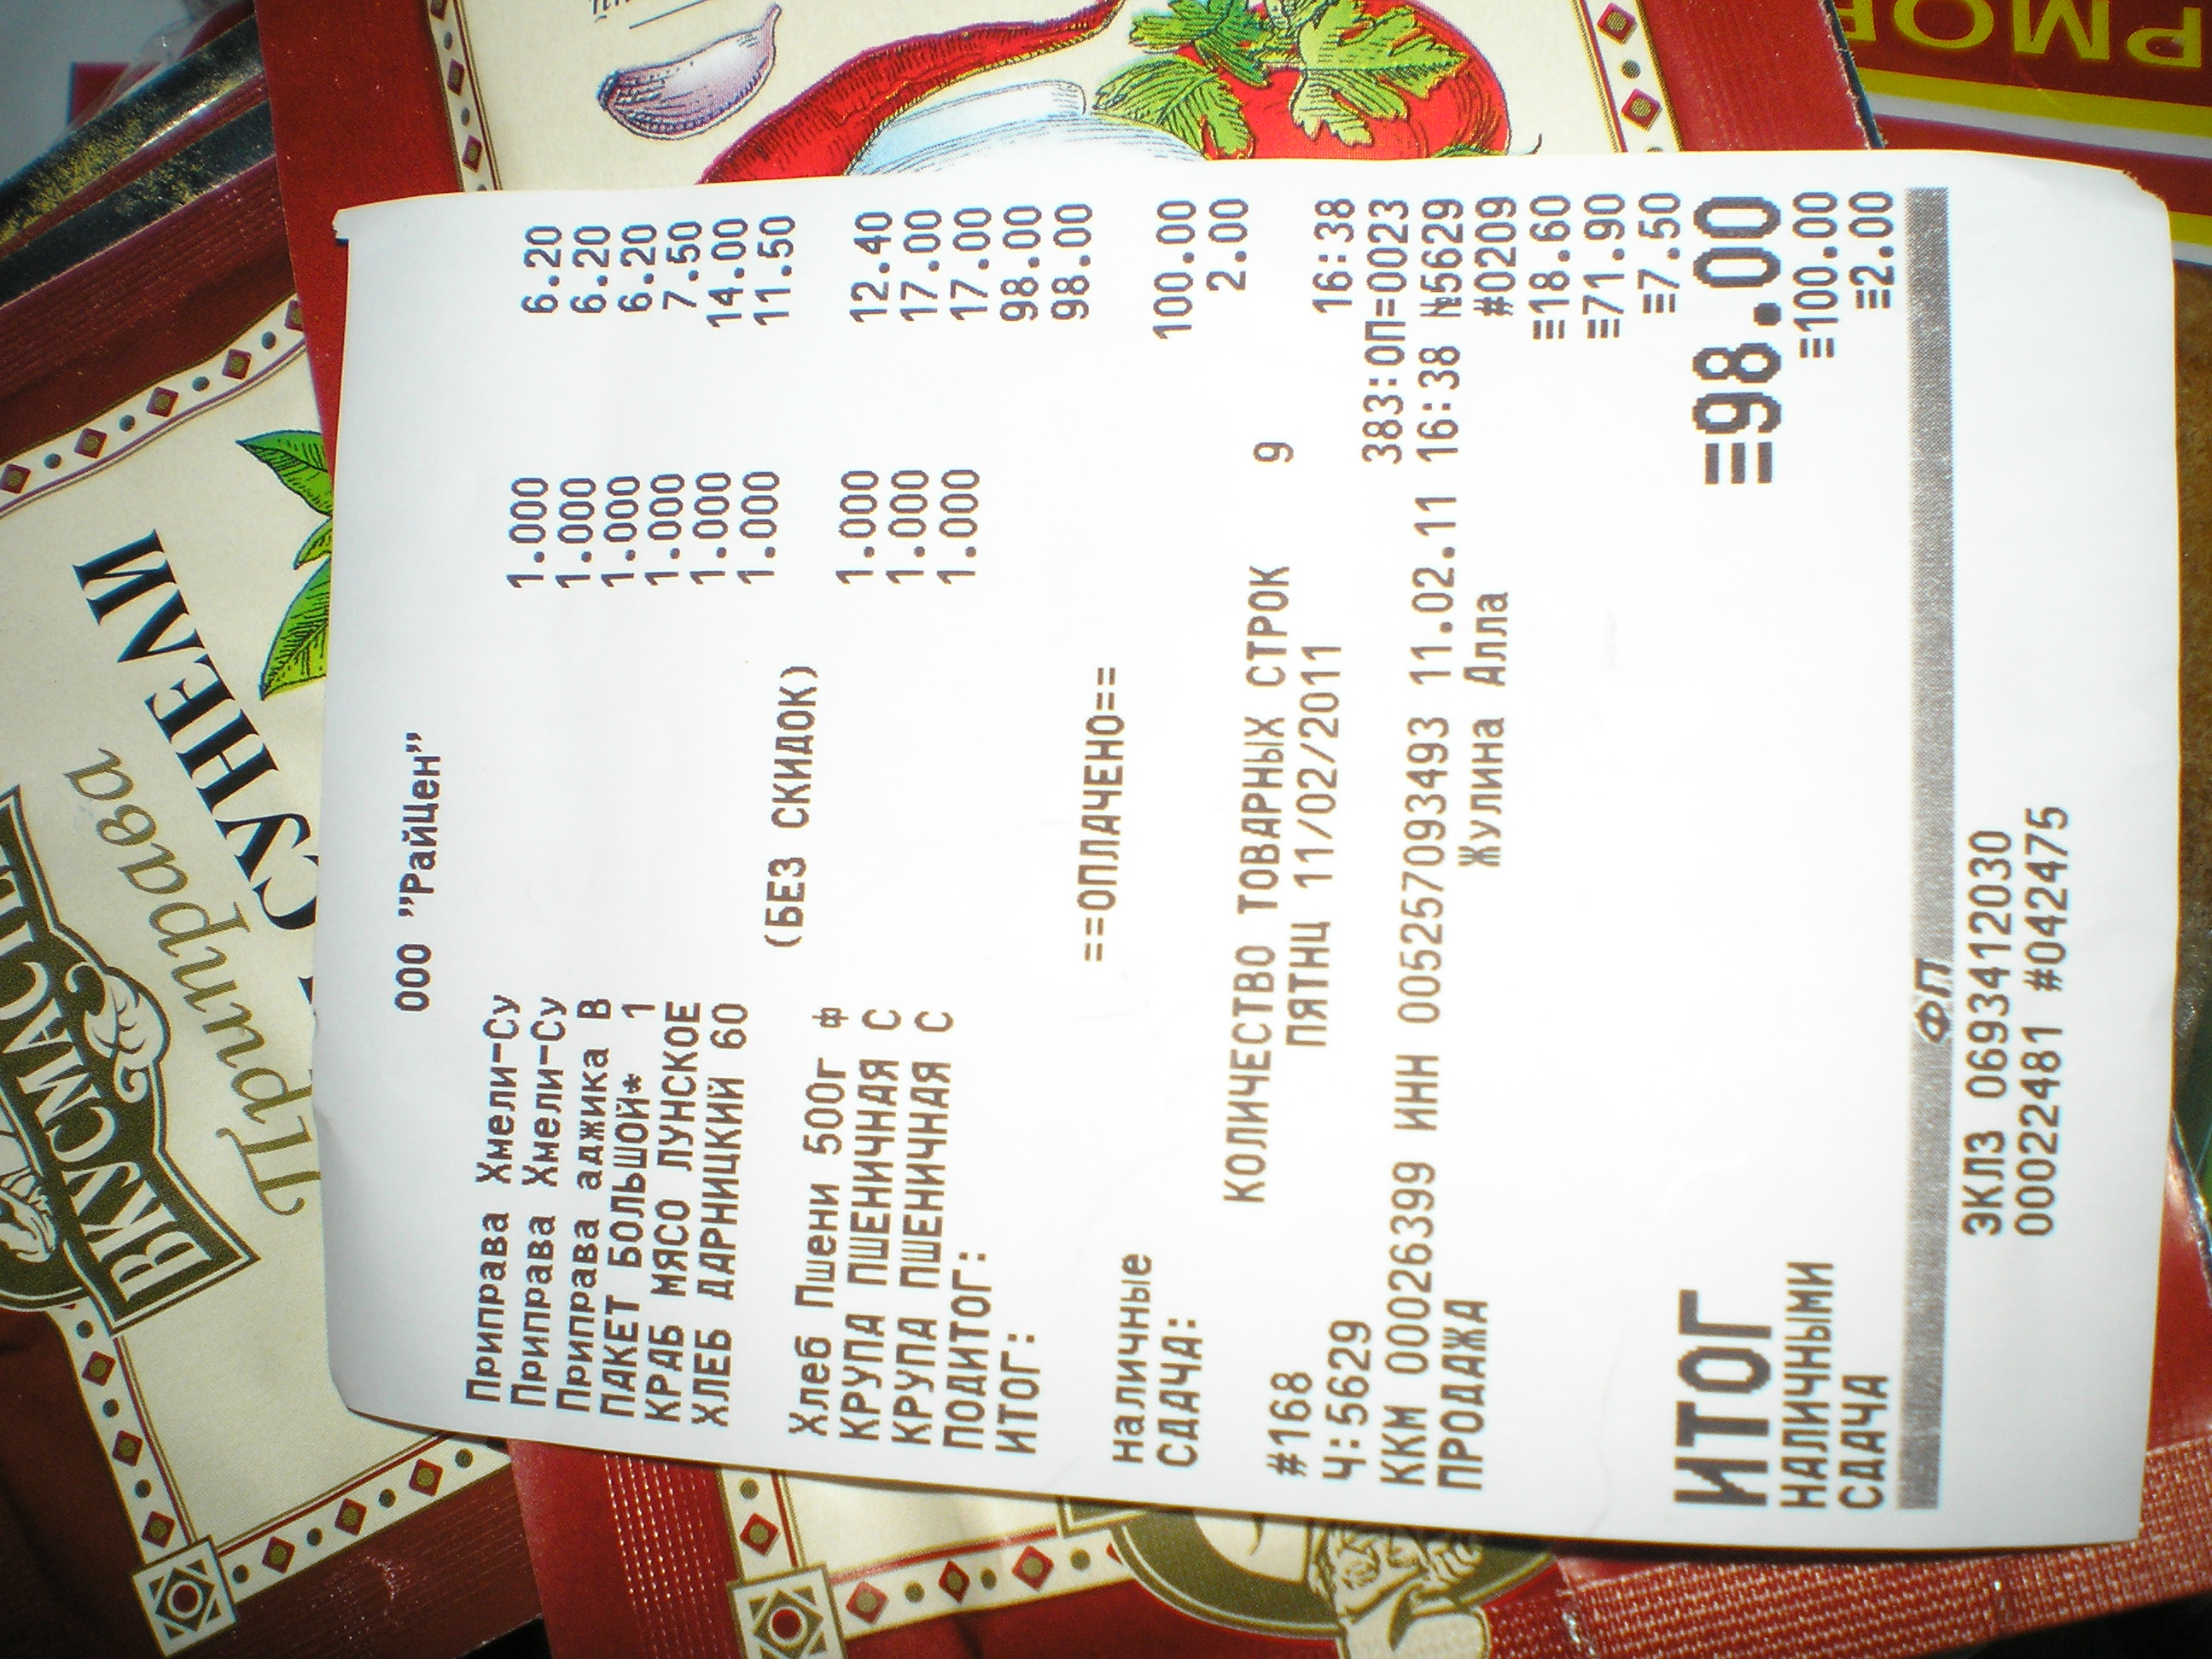 ООО "РайЦен"
Приправа Хмели-Су 1.000 6.20
Приправа Хмели-Су 1.000 6.20
Приправа аджика В 1.000 6.20
ПАКЕТ БОЛЬШОЙ* 1 1.000 7.50
КРАБ МЯСО ЛУНСКОЕ 1.000 14.00
ХЛЕБ ДАРНИЦКИЙ 60 1.000 11.50
(БЕЗ СКИДОК)
Хлеб Пшени 500г ф 1.000 12.40
КРУПА ПШЕНИЧНАЯ С 1.000 17.00
КРУПА ПШЕНИЧНАЯ С 1.000 17.00
ПОДИТОГ: 98.00
ИТОГ: 98.00
==ОПЛАЧЕНО==
Наличные 100.00
СДАЧА: 2.00
КОЛИЧЕСТВО ТОВАРНЫХ СТРОК 9
#168 ПЯТНЦ 11/02/2011 16:38
Ч:5629 383:ОП=0023
ККМ 00026399 ИНН 005257093493 11.02.11 16:38 №5629
ПРОДАЖА Жулина Алла #0209
≡18.60
≡71.90
≡7.50
ИТОГ ≡98.00
НАЛИЧНЫМИ ≡100.00
СДАЧА ≡2.00
ФП
ЭКЛЗ 0693412030
00022481 #042475
Приправа
СУНЕЛИ